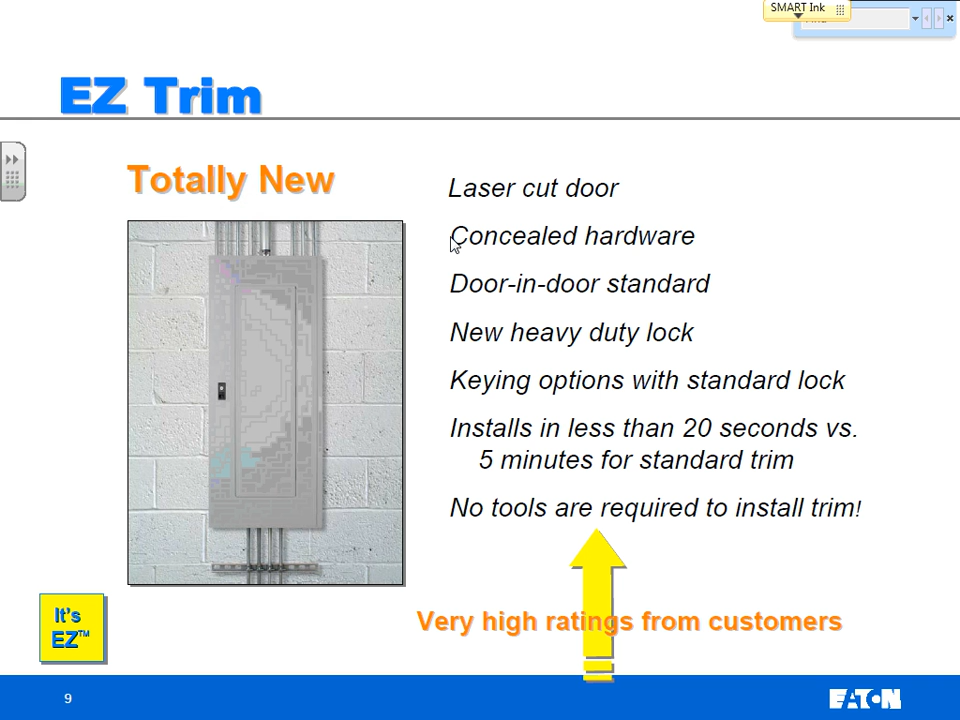 SMART Ink
EZ Trim
Totally New
Laser cut door
Concealed hardware
Door-in-door standard
New heavy duty lock
Keying options with standard lock
Installs in less than 20 seconds vs.
5 minutes for standard trim
No tools are required to install trim!
Very high ratings from customers
It's
EZ™
9
EATON